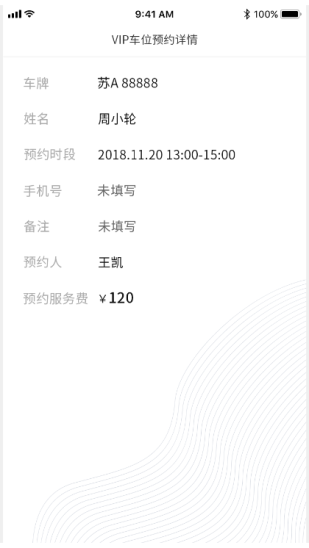 9:41 AM 100%
VIP车位预约详情
车牌 苏A 88888
姓名 周小轮
预约时段 2018.11.20 13:00-15:00
手机号 未填写
备注 未填写
预约人 王凯
预约服务费 ￥120